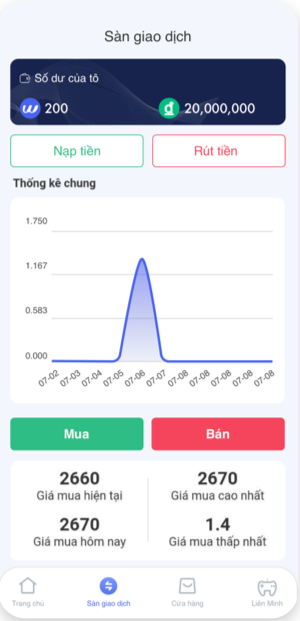 Sàn giao dịch
Số dư của tôi
200
20,000,000
Nạp tiền
Rút tiền
Thống kê chung
1.750
1.167
0.583
0.000
07-02 07-03 07-04 07-05 07-06 07-07 07-08 07-08 07-08 07-08 07-08
Mua
Bán
2660
Giá mua hiện tại
2670
Giá mua cao nhất
2670
Giá mua hôm nay
1.4
Giá mua thấp nhất
Trang chủ
Sàn giao dịch
Cửa hàng
Liên Minh